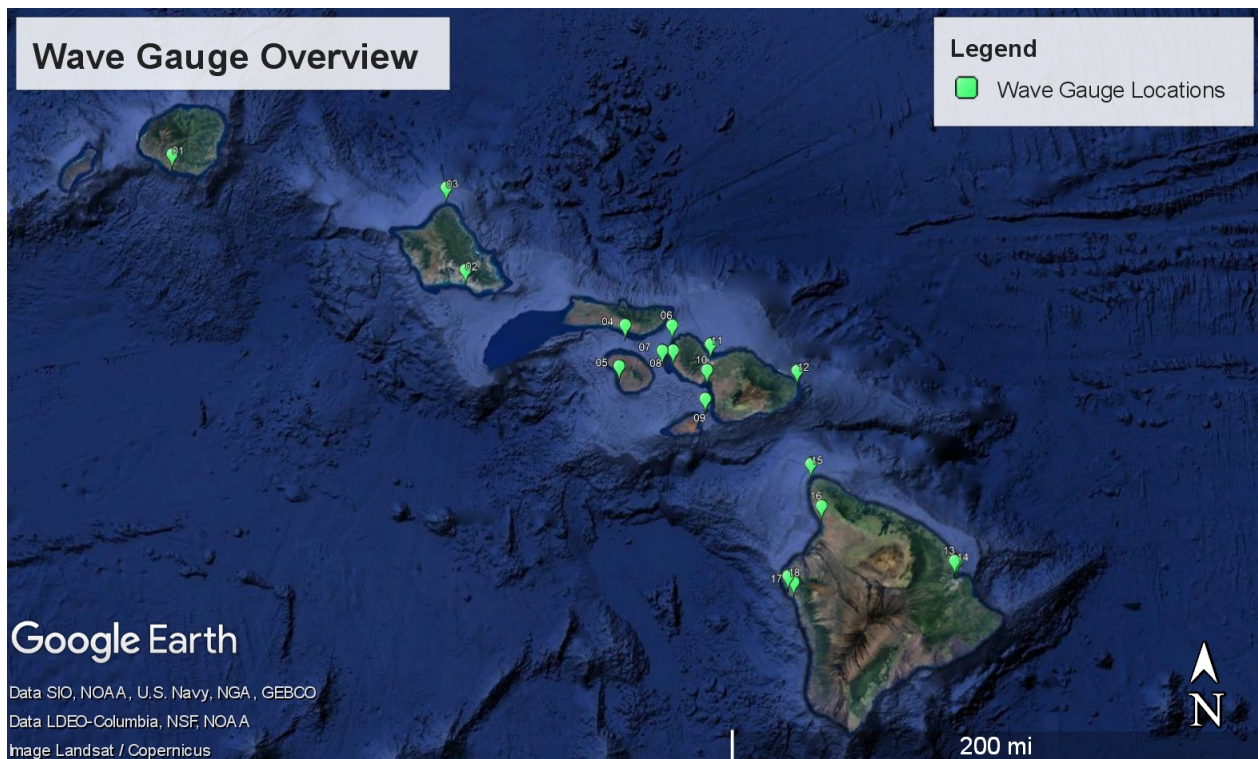 Wave Gauge Overview
Legend
Wave Gauge Locations
01
03
02
04
06
07
11
05
08
10
12
09
15
16
13
14
17
18
Google Earth
Data SIO, NOAA, U.S. Navy, NGA, GEBCO
Data LDEO-Columbia, NSF, NOAA
Image Landsat / Copernicus
N
200 mi